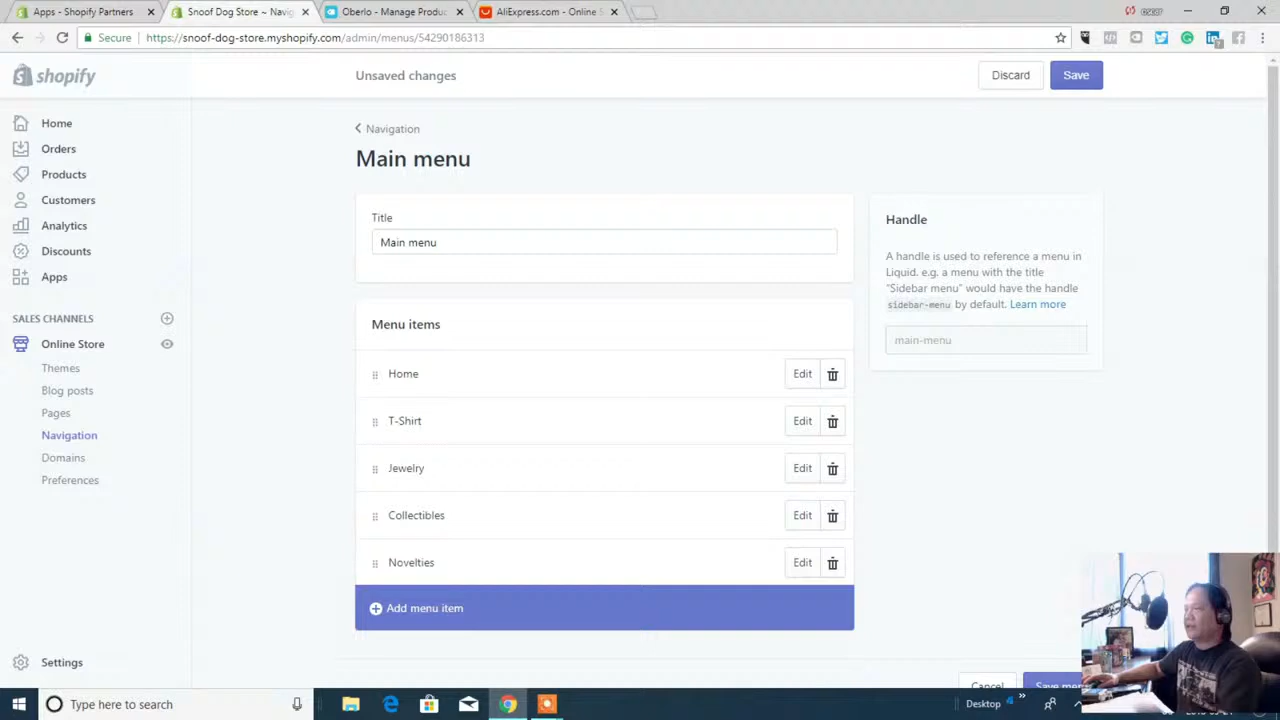 Apps - Shopify Partners
Snoof Dog Store ~ Navig
Oberlo - Manage Produc
AliExpress.com - Online S
Secure
https://snoof-dog-store.myshopify.com/admin/menus/54290186313
shopify
Unsaved changes
Discard
Save
Home
Orders
Products
Customers
Analytics
Discounts
Apps
SALES CHANNELS
Online Store
Themes
Blog posts
Pages
Navigation
Domains
Preferences
Settings
Navigation
Main menu
Title
Main menu
Menu items
Home
Edit
T-Shirt
Edit
Jewelry
Edit
Collectibles
Edit
Novelties
Edit
Add menu item
Handle
A handle is used to reference a menu in
Liquid. e.g. a menu with the title
“Sidebar menu” would have the handle
sidebar-menu by default. Learn more
main-menu
Cancel
Save menu
Type here to search
Desktop